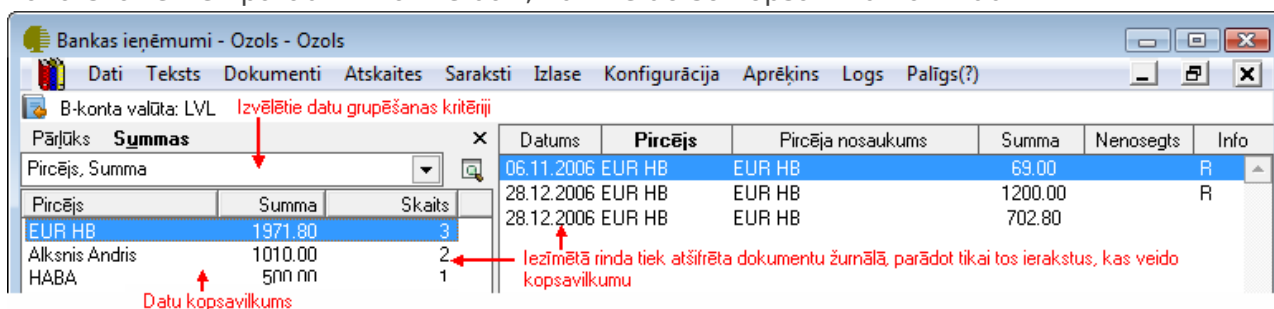 Bankas ieņēmumi - Ozols - Ozols
Dati Teksts Dokumenti Atskaites Saraksti Izlase Konfigurācija Aprēķins Logs Palīgs(?)
B-konta valūta: LVL Izvēlētie datu grupēšanas kritēriji
Pārlūks Summas
Pircējs, Summa
Pircējs Summa Skaits
EUR HB 1971.80 3
Alksnis Andris 1010.00 2
HABA 500.00 1
Datu kopsavilkums
Datums Pircējs Pircēja nosaukums Summa Nenosegts Info
06.11.2006 EUR HB EUR HB 69.00 R
28.12.2006 EUR HB EUR HB 1200.00 R
28.12.2006 EUR HB EUR HB 702.80
Iezīmētā rinda tiek atšifrēta dokumentu žurnālā, parādot tikai tos ierakstus, kas veido
kopsavilkumu